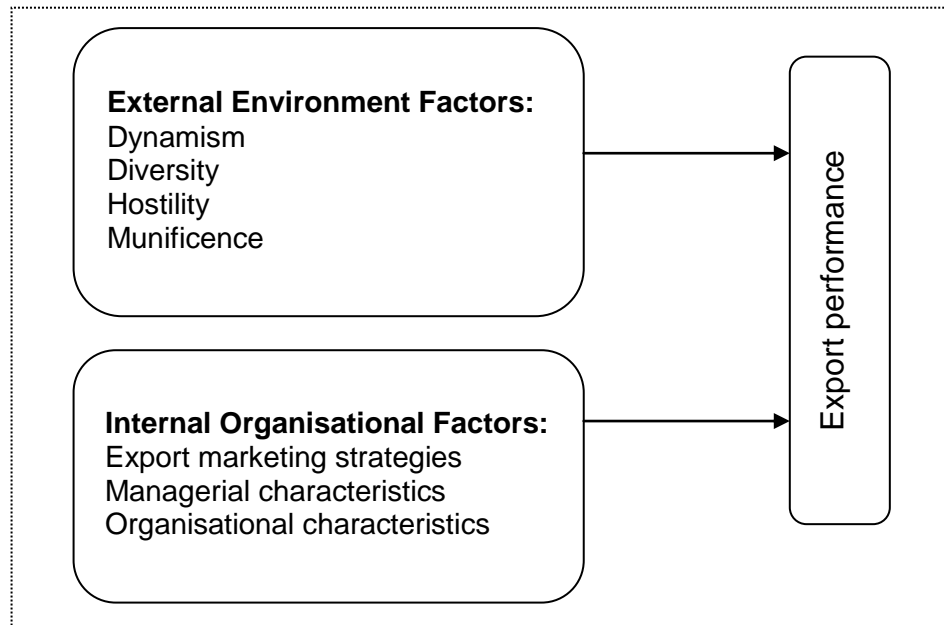 External Environment Factors:
Dynamism
Diversity
Hostility
Munificence
Internal Organisational Factors:
Export marketing strategies
Managerial characteristics
Organisational characteristics
Export performance